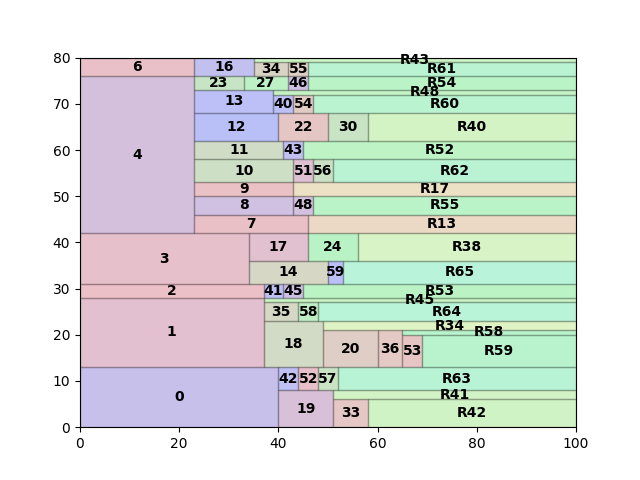 80
R43
6 16 34 55 R61
23 27 46 R54
R48
70
13 40 54 R60
12 22 30 R40
60
11 43 R52
4
10 51 56 R62
50
9 R17
8 48 R55
7 R13
40
3 17 24 R38
14 59 R65
30
2 41 45 R53
R45
35 58 R64
R34
R58
20
1 18 20 36 53 R59
10
42 52 57 R63
0
R41
19 33 R42
0
0 20 40 60 80 100